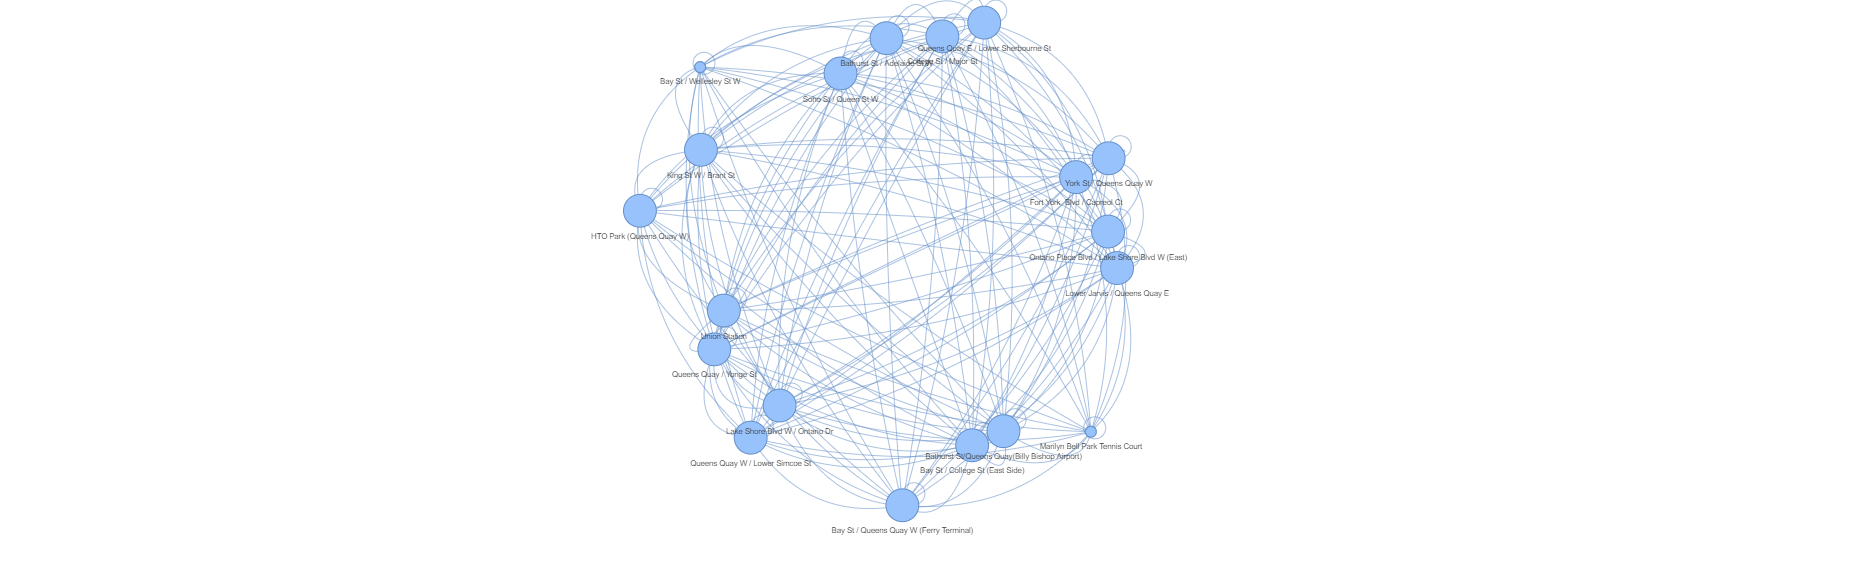 Queens Quay E / Lower Sherbourne St
Bathurst St / Adelaide St W
College St / Major St
Bay St / Wellesley St W
Soho St / Queen St W
King St W / Brant St
York St / Queens Quay W
Fort York  Blvd / Capreol Ct
HTO Park (Queens Quay W)
Ontario Place Blvd / Lake Shore Blvd W (East)
Lower Jarvis / Queens Quay E
Union Station
Queens Quay / Yonge St
Lake Shore Blvd W / Ontario Dr
Marilyn Bell Park Tennis Court
Bathurst St/Queens Quay(Billy Bishop Airport)
Queens Quay W / Lower Simcoe St
Bay St / College St (East Side)
Bay St / Queens Quay W (Ferry Terminal)